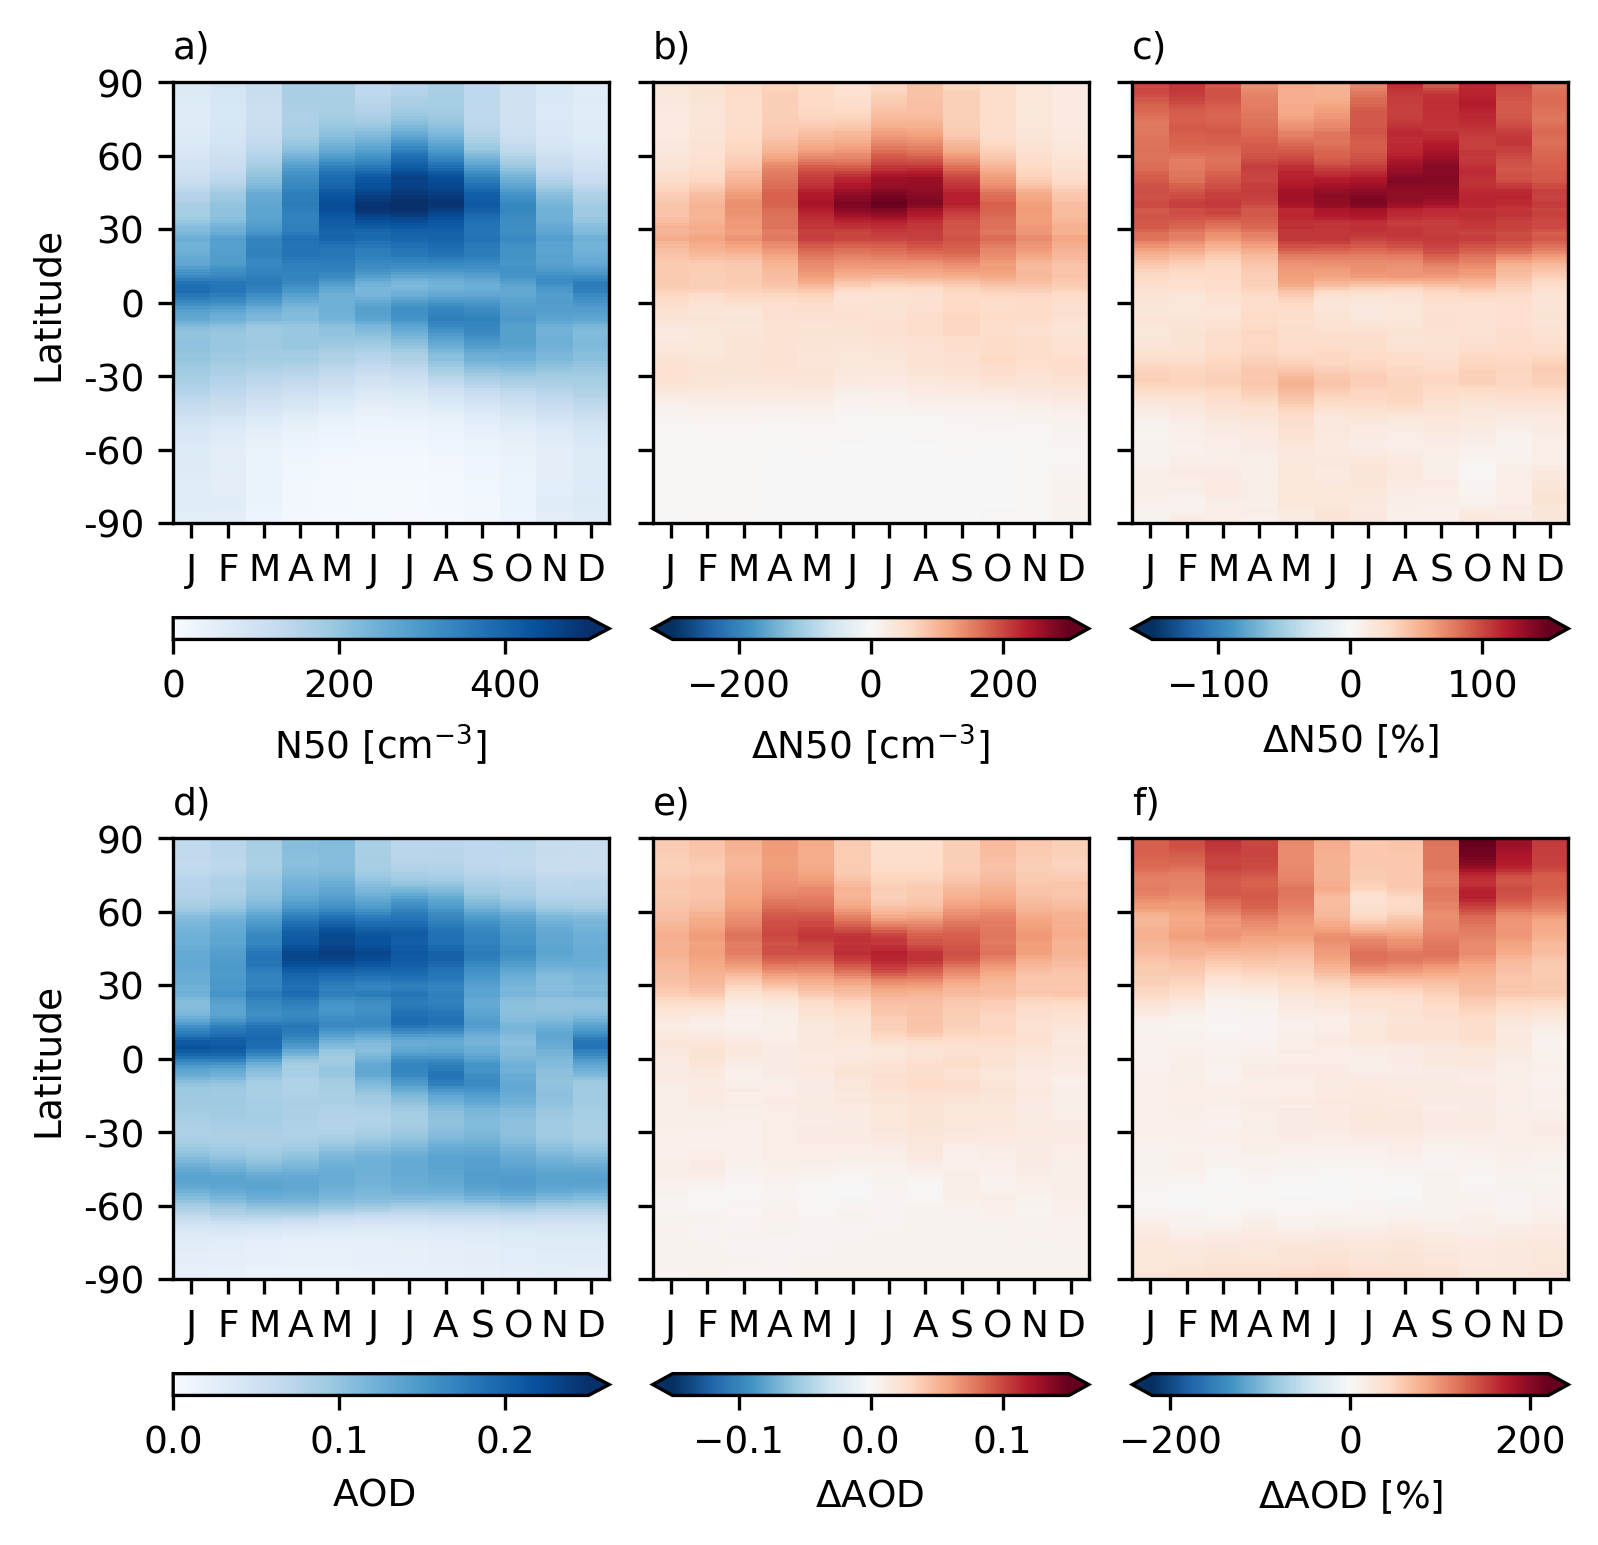 a) b) c)
90
60
30
0
-30
-60
-90
Latitude
J F M A M J J A S O N D J F M A M J J A S O N D J F M A M J J A S O N D
0 200 400 −200 0 200 −100 0 100
N50 [cm⁻³] ΔN50 [cm⁻³] ΔN50 [%]
d) e) f)
90
60
30
0
-30
-60
-90
Latitude
J F M A M J J A S O N D J F M A M J J A S O N D J F M A M J J A S O N D
0.0 0.1 0.2 −0.1 0.0 0.1 −200 0 200
AOD ΔAOD ΔAOD [%]